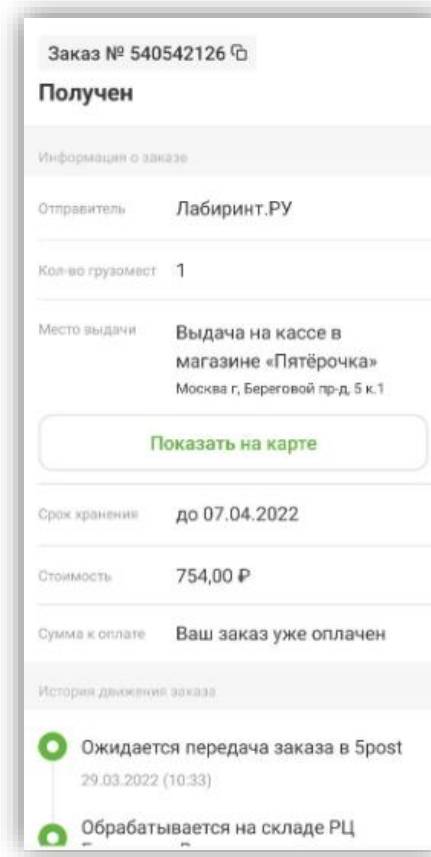 Заказ № 540542126
Получен
Информация о заказе
Отправитель Лабиринт.РУ
Кол-во грузомест 1
Место выдачи Выдача на кассе в
магазине «Пятёрочка»
Москва г, Береговой пр-д, 5 к.1
Показать на карте
Срок хранения до 07.04.2022
Стоимость 754,00 ₽
Сумма к оплате Ваш заказ уже оплачен
История движения заказа
Ожидается передача заказа в 5post
29.03.2022 (10:33)
Обрабатывается на складе РЦ